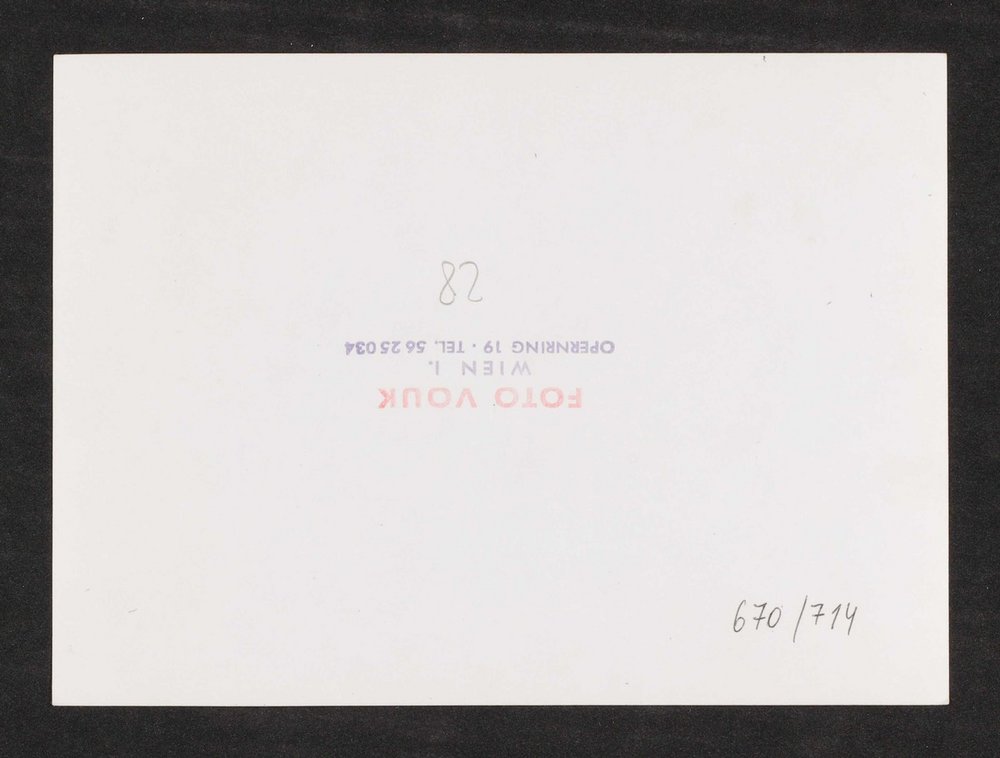 82
FOTO VOUK
WIEN I.
OPERNRING 19 · TEL. 56 25 034
670/714